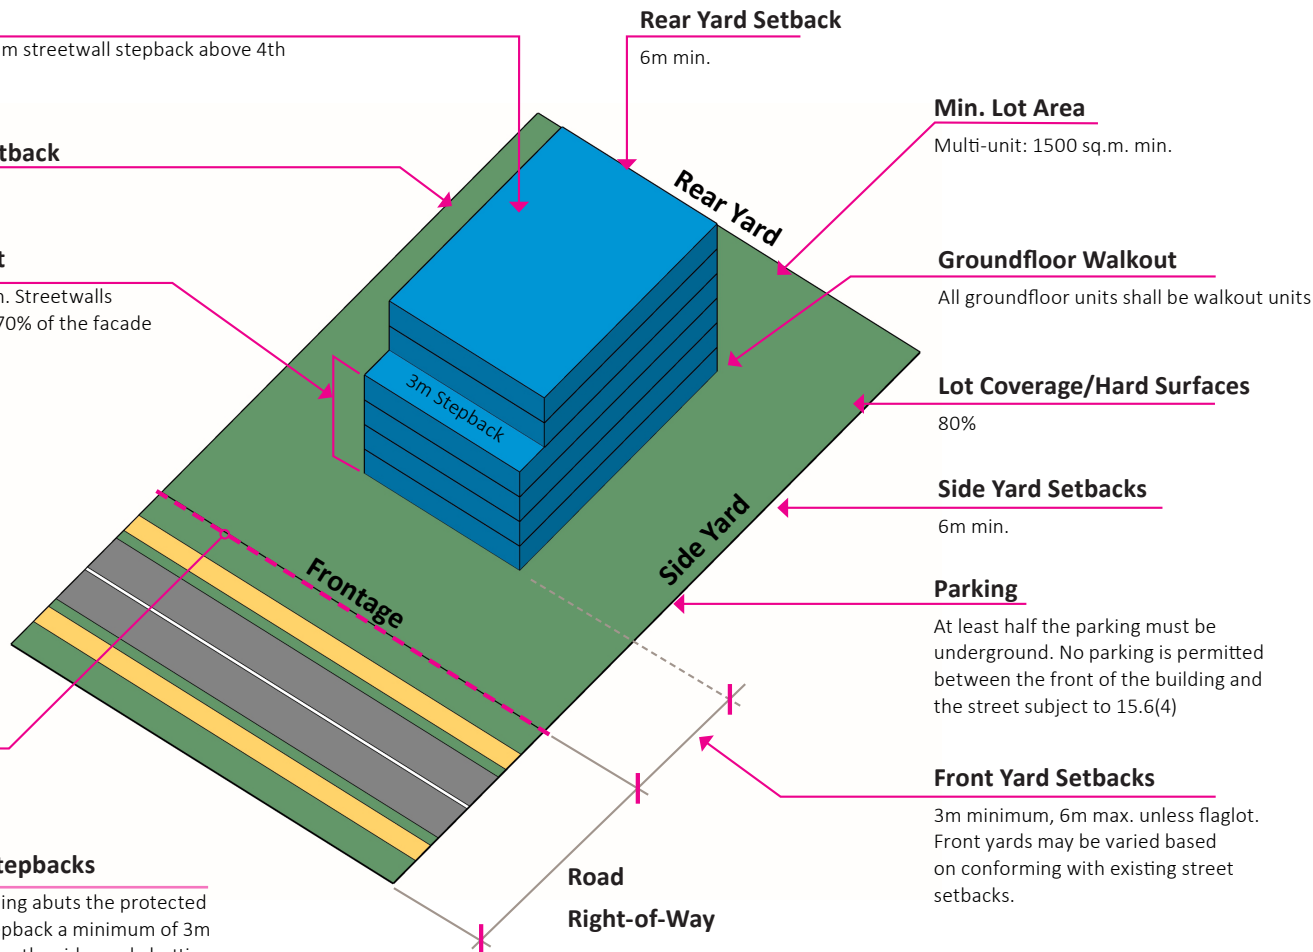 m streetwall stepback above 4th
tback
t
. Streetwalls
70% of the facade
tepbacks
ing abuts the protected
pback a minimum of 3m
Rear Yard Setback
6m min.
Rear Yard
3m Stepback
Frontage
Side Yard
Road
Right-of-Way
Min. Lot Area
Multi-unit: 1500 sq.m. min.
Groundfloor Walkout
All groundfloor units shall be walkout units
Lot Coverage/Hard Surfaces
80%
Side Yard Setbacks
6m min.
Parking
At least half the parking must be
underground. No parking is permitted
between the front of the building and
the street subject to 15.6(4)
Front Yard Setbacks
3m minimum, 6m max. unless flaglot.
Front yards may be varied based
on conforming with existing street
setbacks.